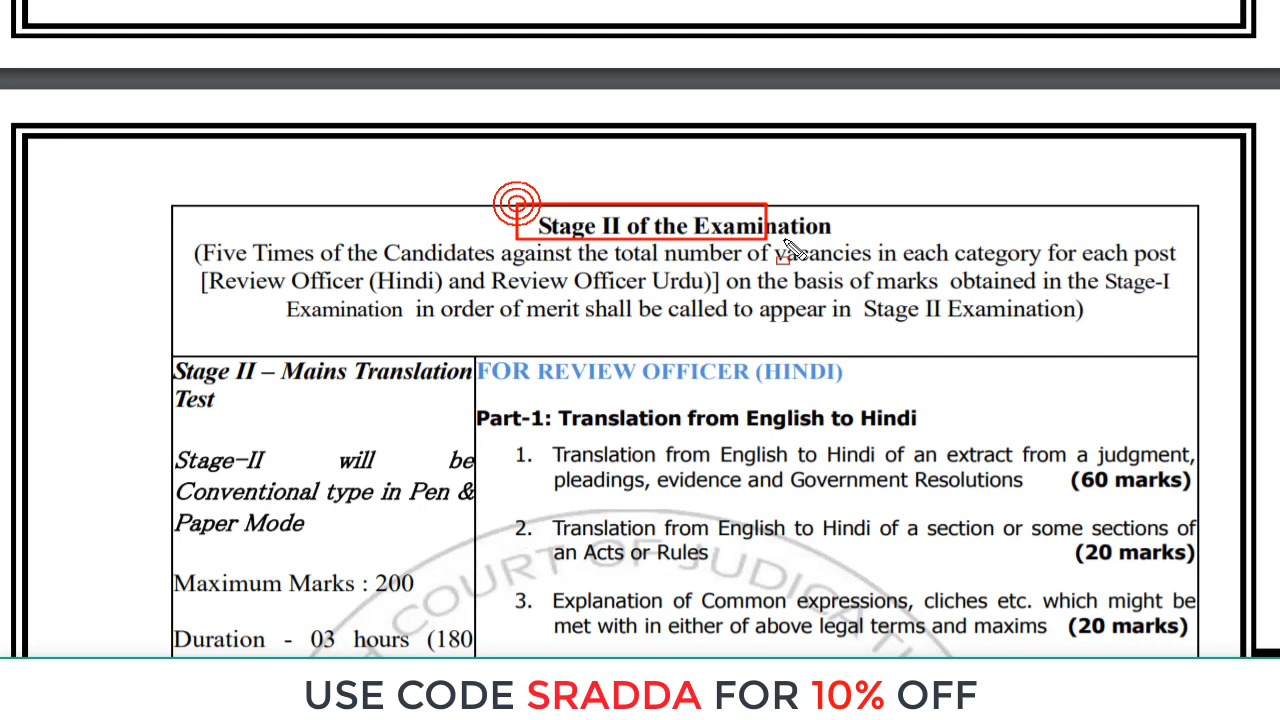 Stage II of the Examination
(Five Times of the Candidates against the total number of vacancies in each category for each post
[Review Officer (Hindi) and Review Officer Urdu)] on the basis of marks obtained in the Stage-I
Examination in order of merit shall be called to appear in Stage II Examination)
Stage II – Mains Translation
Test
Stage-II will be
Conventional type in Pen &
Paper Mode
Maximum Marks : 200
Duration - 03 hours (180
FOR REVIEW OFFICER (HINDI)
Part-1: Translation from English to Hindi
1. Translation from English to Hindi of an extract from a judgment,
pleadings, evidence and Government Resolutions (60 marks)
2. Translation from English to Hindi of a section or some sections of
an Acts or Rules (20 marks)
3. Explanation of Common expressions, cliches etc. which might be
met with in either of above legal terms and maxims (20 marks)
COURT OF JUDICAT
USE CODE SRADDA FOR 10% OFF